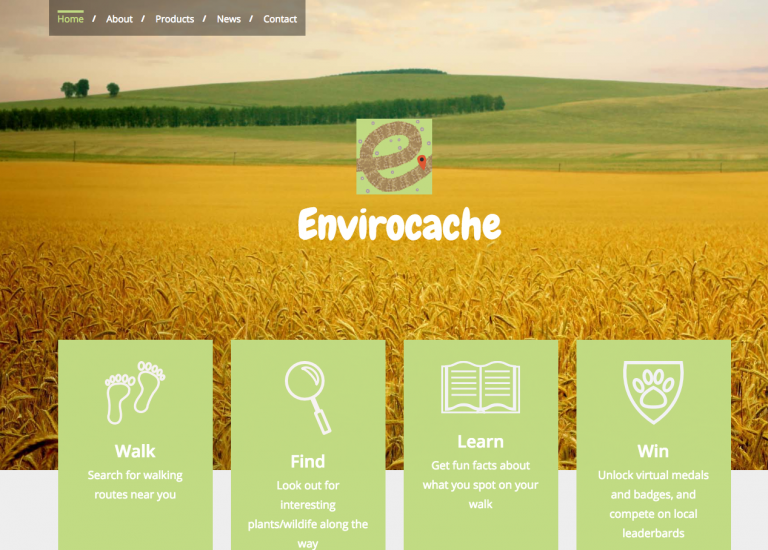 Home / About / Products / News / Contact
Envirocache
Walk
Search for walking
routes near you
Find
Look out for
interesting
plants/wildife along the
way
Learn
Get fun facts about
what you spot on your
walk
Win
Unlock virtual medals
and badges, and
compete on local
leaderbards